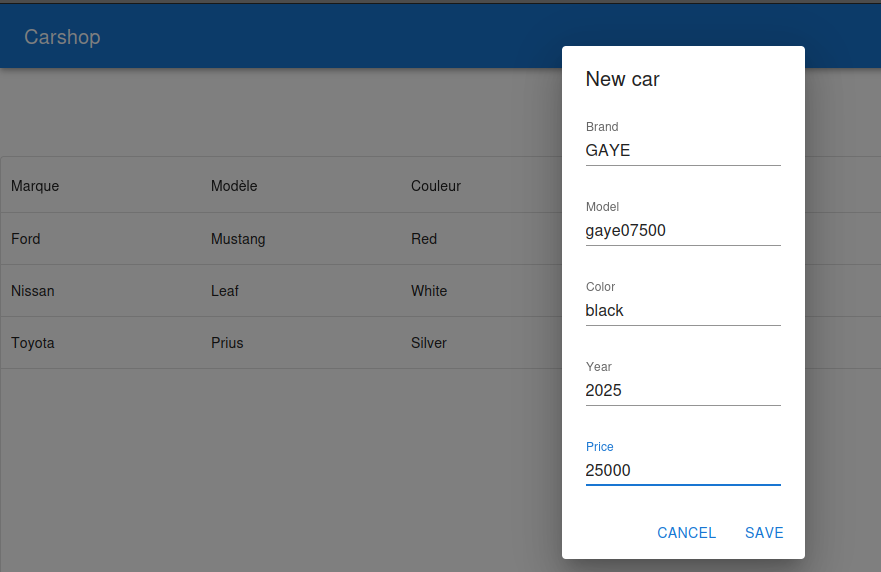 Carshop
Marque Modèle Couleur
Ford Mustang Red
Nissan Leaf White
Toyota Prius Silver
New car
Brand
GAYE
Model
gaye07500
Color
black
Year
2025
Price
25000
CANCEL SAVE